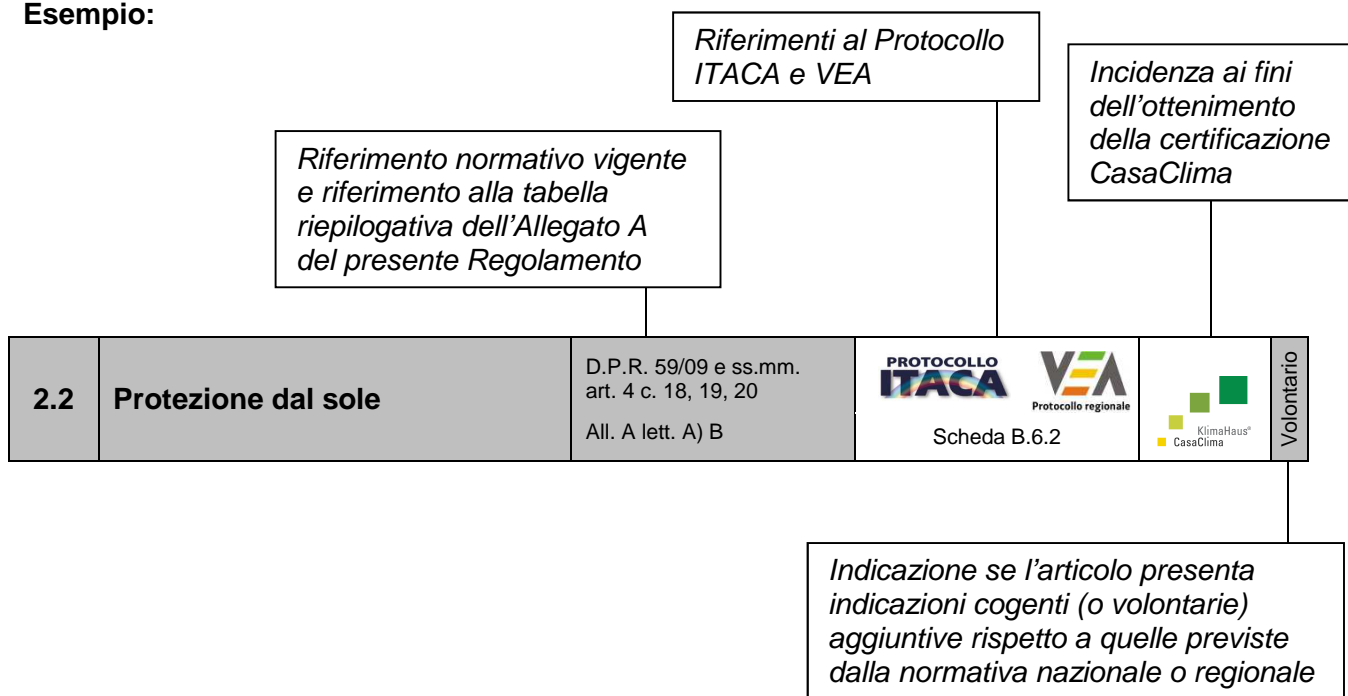 Esempio:
Riferimenti al Protocollo
ITACA e VEA
Incidenza ai fini
dell'ottenimento
della certificazione
CasaClima
Riferimento normativo vigente
e riferimento alla tabella
riepilogativa dell'Allegato A
del presente Regolamento
2.2
Protezione dal sole
D.P.R. 59/09 e ss.mm.
art. 4 c. 18, 19, 20
All. A lett. A) B
PROTOCOLLO
ITACA
VEA
Protocollo regionale
Scheda B.6.2
KlimaHaus®
CasaClima
Volontario
Indicazione se l'articolo presenta
indicazioni cogenti (o volontarie)
aggiuntive rispetto a quelle previste
dalla normativa nazionale o regionale